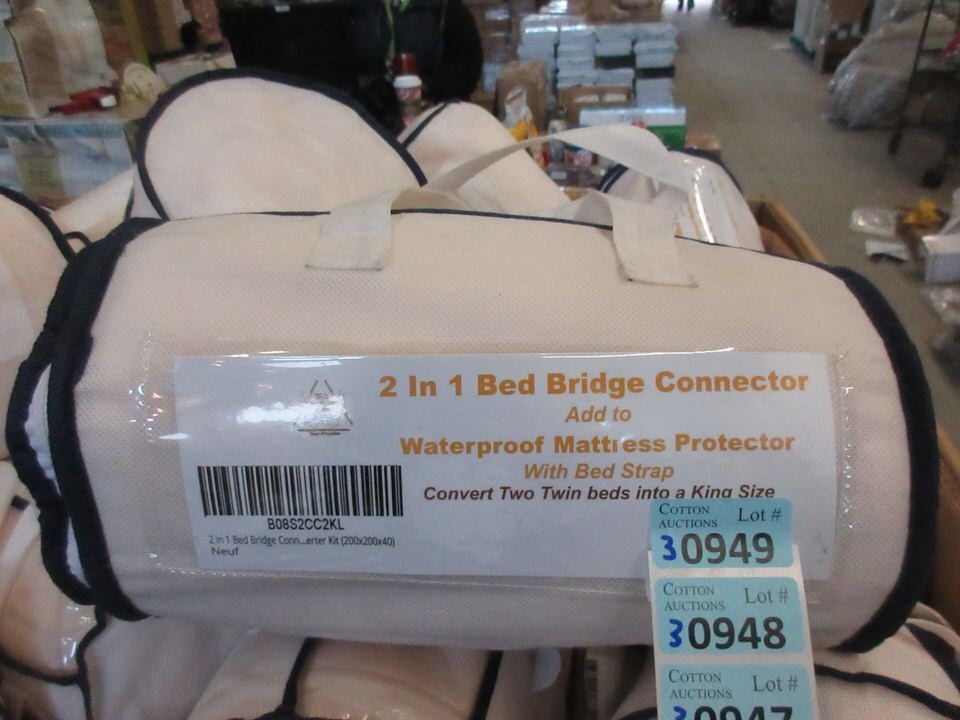 2 In 1 Bed Bridge Connector
Add to
Waterproof Mattress Protector
With Bed Strap
Convert Two Twin beds into a King Size
B08S2CC2KL
2 in 1 Bed Bridge Conn...erter Kit (200x200x40)
Neuf
COTTON AUCTIONS Lot #
30949
COTTON AUCTIONS Lot #
30948
COTTON AUCTIONS Lot #
30947